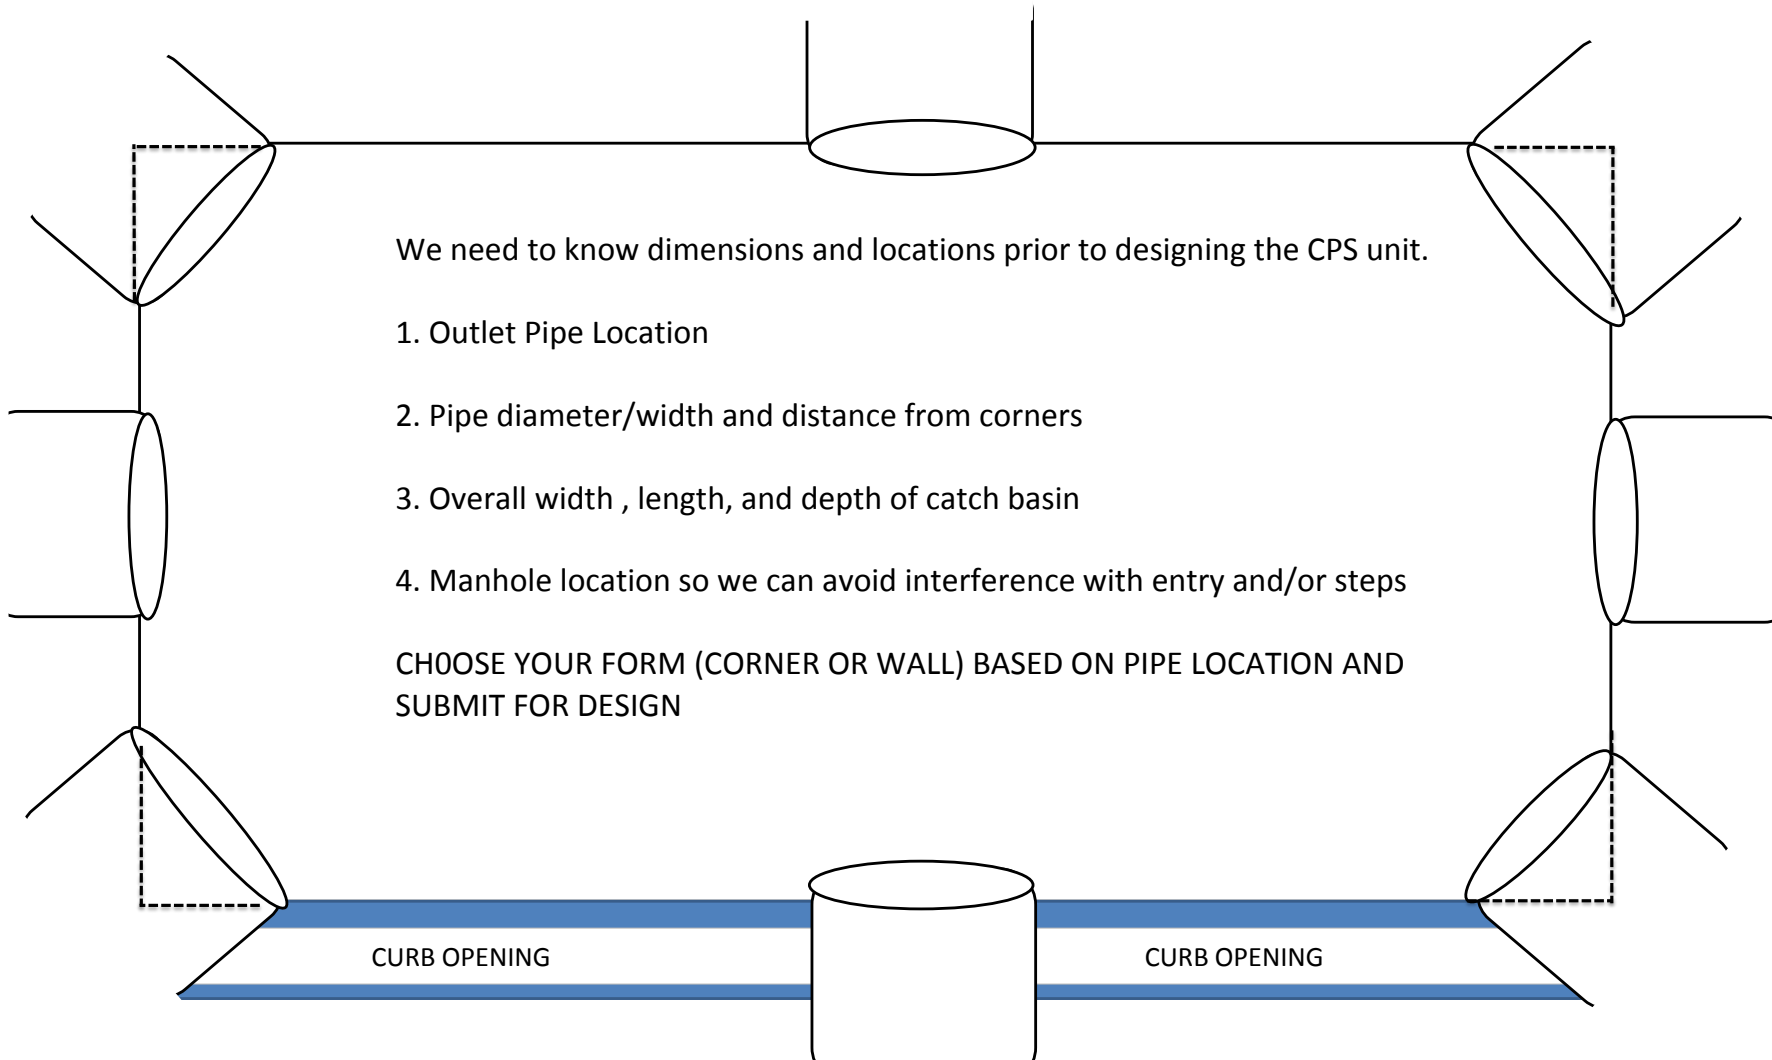 We need to know dimensions and locations prior to designing the CPS unit.
1. Outlet Pipe Location
2. Pipe diameter/width and distance from corners
3. Overall width , length, and depth of catch basin
4. Manhole location so we can avoid interference with entry and/or steps
CH0OSE YOUR FORM (CORNER OR WALL) BASED ON PIPE LOCATION AND
SUBMIT FOR DESIGN
CURB OPENING
CURB OPENING